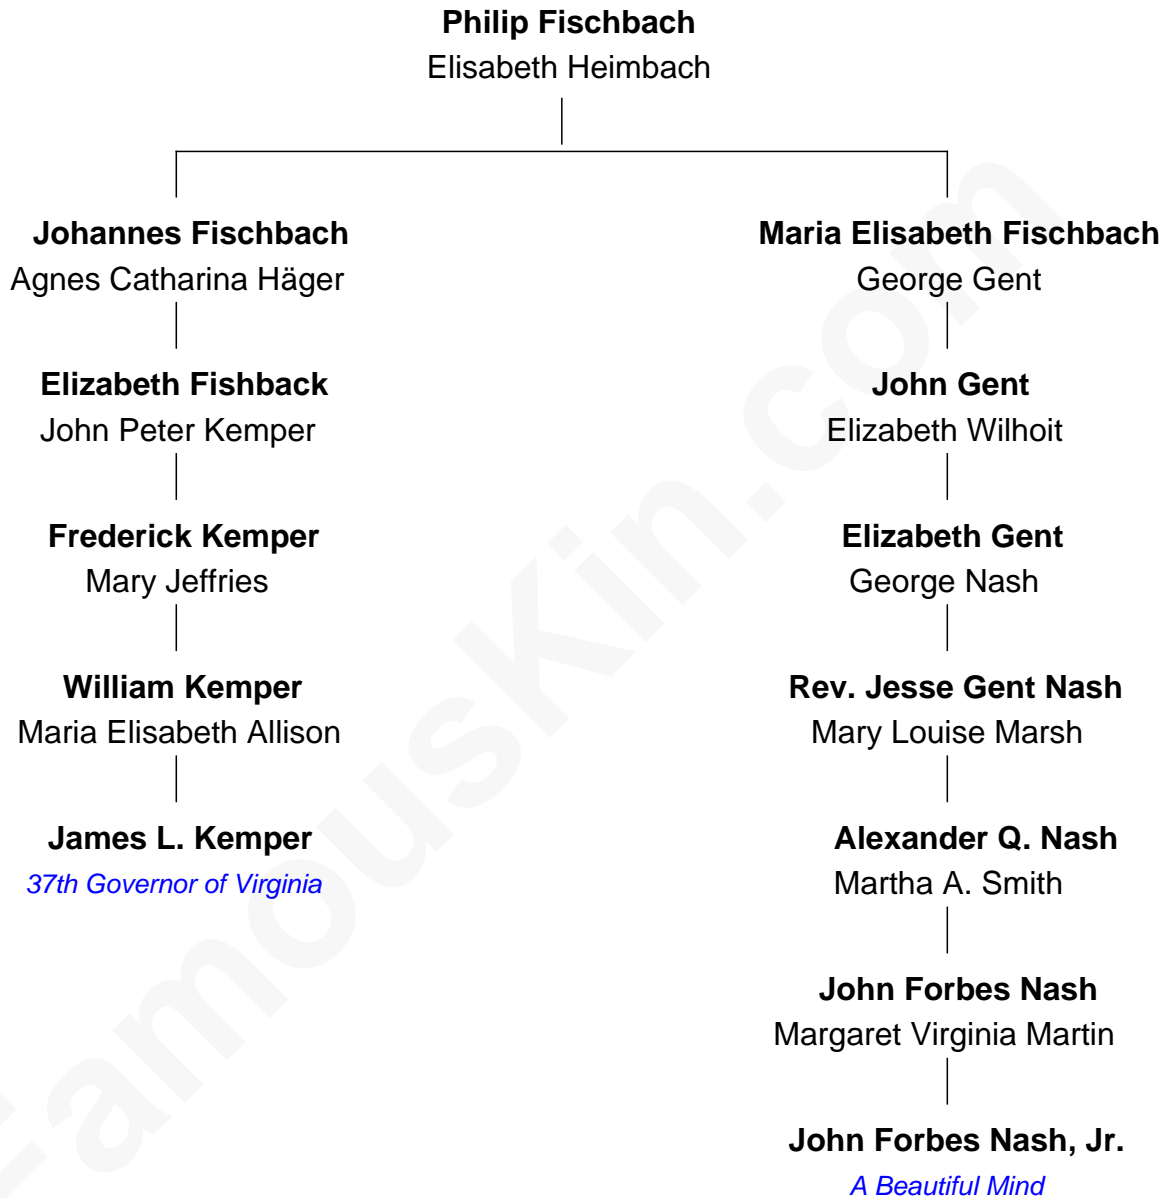 Philip Fischbach
Elisabeth Heimbach
Johannes Fischbach
Agnes Catharina Häger
Maria Elisabeth Fischbach
George Gent
Elizabeth Fishback
John Peter Kemper
John Gent
Elizabeth Wilhoit
Frederick Kemper
Mary Jeffries
Elizabeth Gent
George Nash
William Kemper
Maria Elisabeth Allison
Rev. Jesse Gent Nash
Mary Louise Marsh
James L. Kemper
37th Governor of Virginia
Alexander Q. Nash
Martha A. Smith
John Forbes Nash
Margaret Virginia Martin
John Forbes Nash, Jr.
A Beautiful Mind
FamousKin.com